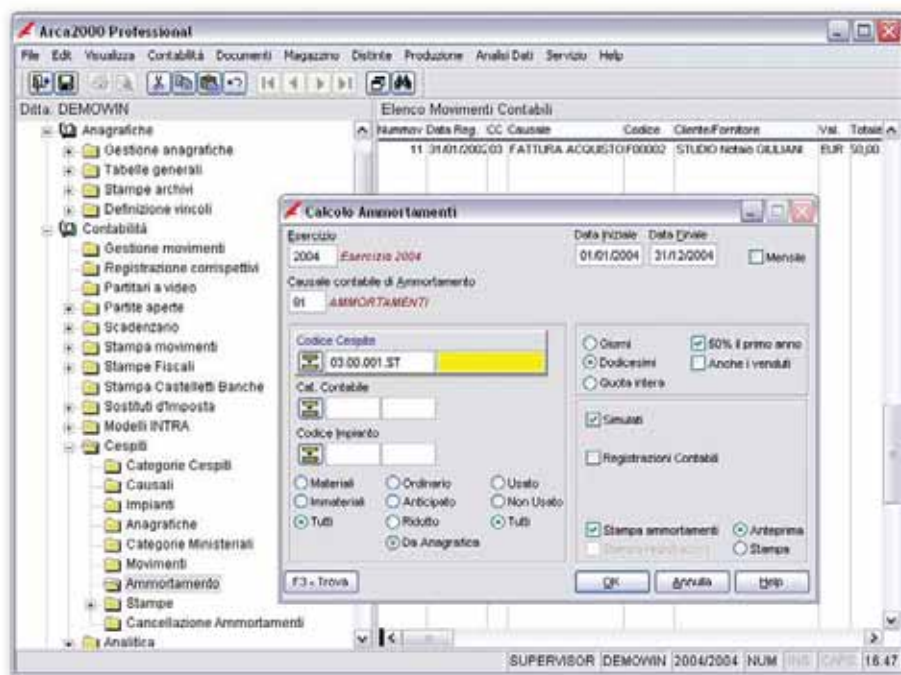 Arca2000 Professional
File Edit Visualizza Contabilità Documenti Magazzino Distinte Produzione Analisi Dati Servizio Help
Ditta: DEMOWIN
Elenco Movimenti Contabili
Anagrafiche
Gestione anagrafiche
Tabelle generali
Stampe archivi
Definizione vincoli
Contabilità
Gestione movimenti
Registrazione corrispettivi
Partitari a video
Partite aperte
Scadenzario
Stampa movimenti
Stampe Fiscali
Stampa Castelletti Banche
Sostituti d'Imposta
Modelli INTRA
Cespiti
Categorie Cespiti
Causali
Impianti
Anagrafiche
Categorie Ministeriali
Movimenti
Ammortamento
Stampe
Cancellazione Ammortamenti
Analitica
Nummov Data Reg. CC Causale Codice Cliente/Fornitore Val. Totale
11 31/01/2002 03 FATTURA ACQUISTO F00002 STUDIO Notaio GIULIANI EUR 50,00
Calcolo Ammortamenti
Esercizio
2004 Esercizio 2004
Data Iniziale Data Finale
01/01/2004 31/12/2004 Mensile
Causale contabile di Ammortamento
91 AMMORTAMENTI
Codice Cespite
03.00.001.ST
Cat. Contabile
Codice Impianto
Materiali Ordinario Usato
Immateriali Anticipato Non Usato
Tutti Ridotto Tutti
Da Anagrafica
Giorni 50% il primo anno
Dodicesimi Anche i venduti
Quota intera
Simulati
Registrazioni Contabili
Stampa ammortamenti Anteprima
Stampa
F3 - Trova
OK Annulla Help
SUPERVISOR DEMOWIN 2004/2004 NUM INS CAPS 16.47